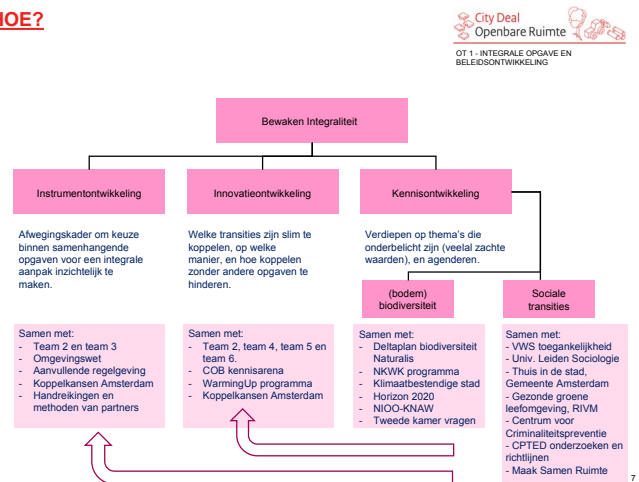 HOE?
City Deal
Openbare Ruimte
OT 1 - INTEGRALE OPGAVE EN
BELEIDSONTWIKKELING
Bewaken Integraliteit
Instrumentontwikkeling
Innovatieontwikkeling
Kennisontwikkeling
Afwegingskader om keuze
binnen samenhangende
opgaven voor een integrale
aanpak inzichtelijk te
maken.
Welke transities zijn slim te
koppelen, op welke
manier, en hoe koppelen
zonder andere opgaven te
hinderen.
Verdiepen op thema's die
onderbelicht zijn (veelal zachte
waarden), en agenderen.
(bodem)
biodiversiteit
Sociale
transities
Samen met:
- Team 2 en team 3
- Omgevingswet
- Aanvullende regelgeving
- Koppelkansen Amsterdam
- Handreikingen en
methoden van partners
Samen met:
- Team 2, team 4, team 5 en
team 6.
- COB kennisarena
- WarmingUp programma
- Koppelkansen Amsterdam
Samen met:
- Deltaplan biodiversiteit
Naturalis
- NKWK programma
- Klimaatbestendige stad
- Horizon 2020
- NIOO-KNAW
- Tweede kamer vragen
Samen met:
- VWS toegankelijkheid
- Univ. Leiden Sociologie
- Thuis in de stad,
Gemeente Amsterdam
- Gezonde groene
leefomgeving, RIVM
- Centrum voor
Criminaliteitspreventie
- CPTED onderzoeken en
richtlijnen
- Maak Samen Ruimte
7